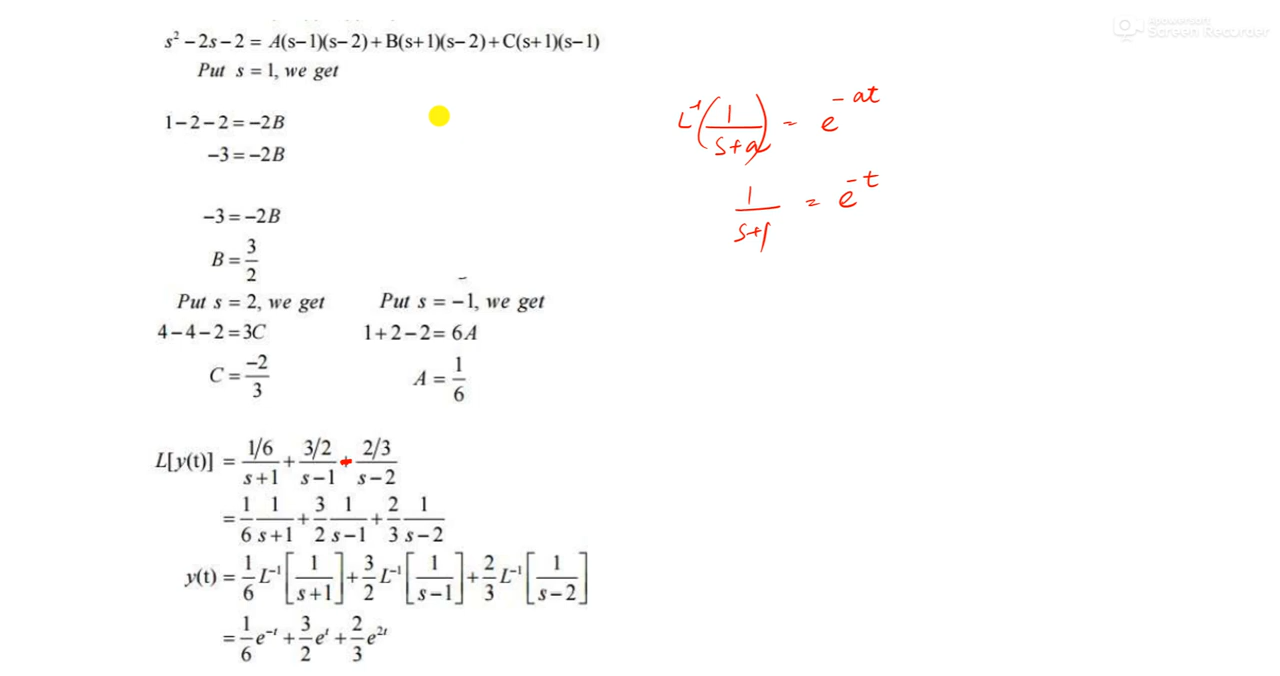 s² − 2s − 2 = A(s−1)(s−2) + B(s+1)(s−2) + C(s+1)(s−1)
Put s = 1, we get
1 − 2 − 2 = −2B
−3 = −2B
−3 = −2B
B = 3/2
Put s = 2, we get
4 − 4 − 2 = 3C
C = −2/3
Put s = −1, we get
1 + 2 − 2 = 6A
A = 1/6
L[y(t)] = (1/6)/(s+1) + (3/2)/(s−1) - (2/3)/(s−2)
= 1/6 1/(s+1) + 3/2 1/(s−1) + 2/3 1/(s−2)
y(t) = 1/6 L⁻¹[1/(s+1)] + 3/2 L⁻¹[1/(s−1)] + 2/3 L⁻¹[1/(s−2)]
= 1/6 e⁻ᵗ + 3/2 eᵗ + 2/3 e²ᵗ
L⁻¹(1/(s+a)) = e^(−at)
1/(s+1) = e^(−t)
Apowersoft
Screen Recorder